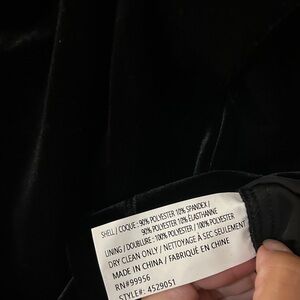 SHELL / COQUE: 90% POLYESTER 10% SPANDEX /
90% POLYESTER 10% ÉLASTHANNE
LINING / DOUBLURE: 100% POLYESTER / 100% POLYESTER
DRY CLEAN ONLY / NETTOYAGE À SEC SEULEMENT
MADE IN CHINA / FABRIQUÉ EN CHINE
RN#99956
STYLE#: 4529051